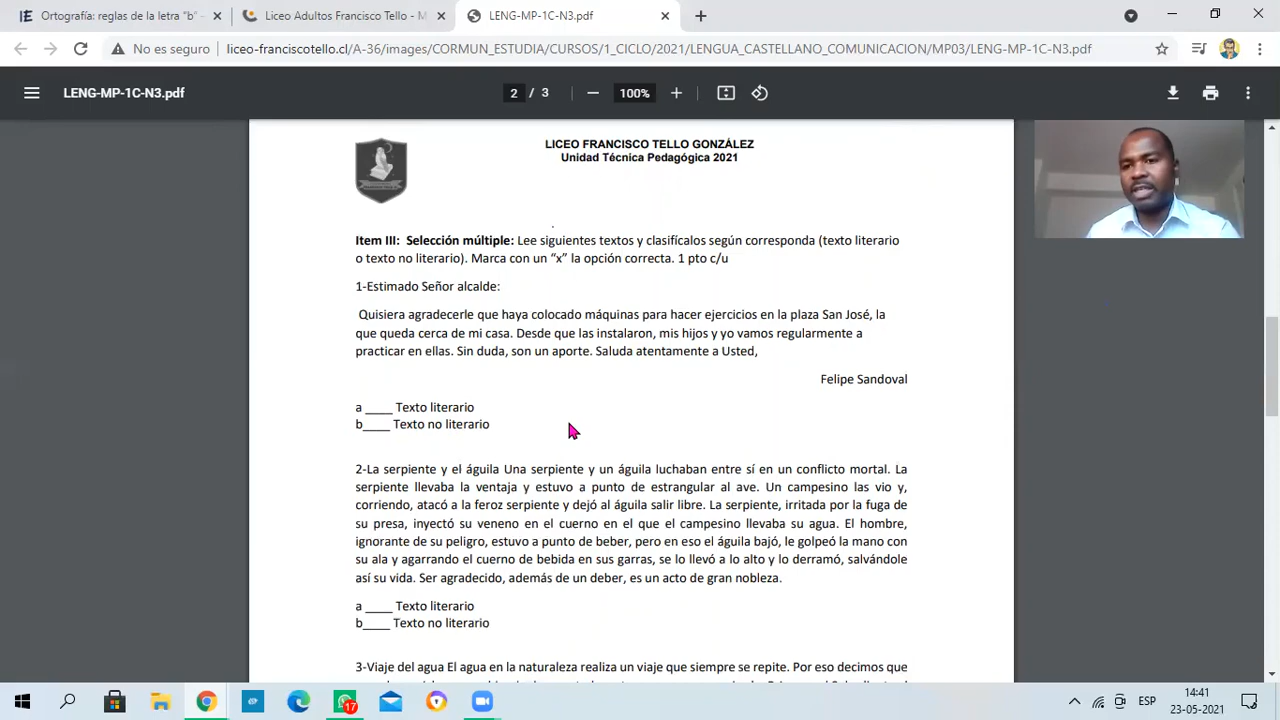 Ortografía: reglas de la letra "b"
Liceo Adultos Francisco Tello - M
LENG-MP-1C-N3.pdf
No es seguro
liceo-franciscotello.cl/A-36/images/CORMUN_ESTUDIA/CURSOS/1_CICLO/2021/LENGUA_CASTELLANO_COMUNICACION/MP03/LENG-MP-1C-N3.pdf
LENG-MP-1C-N3.pdf
2 / 3
100%
LICEO FRANCISCO TELLO GONZÁLEZ
Unidad Técnica Pedagógica 2021
Item III: Selección múltiple: Lee siguientes textos y clasifícalos según corresponda (texto literario
o texto no literario). Marca con un “x” la opción correcta. 1 pto c/u
1-Estimado Señor alcalde:
Quisiera agradecerle que haya colocado máquinas para hacer ejercicios en la plaza San José, la
que queda cerca de mi casa. Desde que las instalaron, mis hijos y yo vamos regularmente a
practicar en ellas. Sin duda, son un aporte. Saluda atentamente a Usted,
Felipe Sandoval
a ____ Texto literario
b____ Texto no literario
2-La serpiente y el águila Una serpiente y un águila luchaban entre sí en un conflicto mortal. La
serpiente llevaba la ventaja y estuvo a punto de estrangular al ave. Un campesino las vio y,
corriendo, atacó a la feroz serpiente y dejó al águila salir libre. La serpiente, irritada por la fuga de
su presa, inyectó su veneno en el cuerno en el que el campesino llevaba su agua. El hombre,
ignorante de su peligro, estuvo a punto de beber, pero en eso el águila bajó, le golpeó la mano con
su ala y agarrando el cuerno de bebida en sus garras, se lo llevó a lo alto y lo derramó, salvándole
así su vida. Ser agradecido, además de un deber, es un acto de gran nobleza.
a ____ Texto literario
b____ Texto no literario
3-Viaje del agua El agua en la naturaleza realiza un viaje que siempre se repite. Por eso decimos que
17
ESP
14:41
23-05-2021